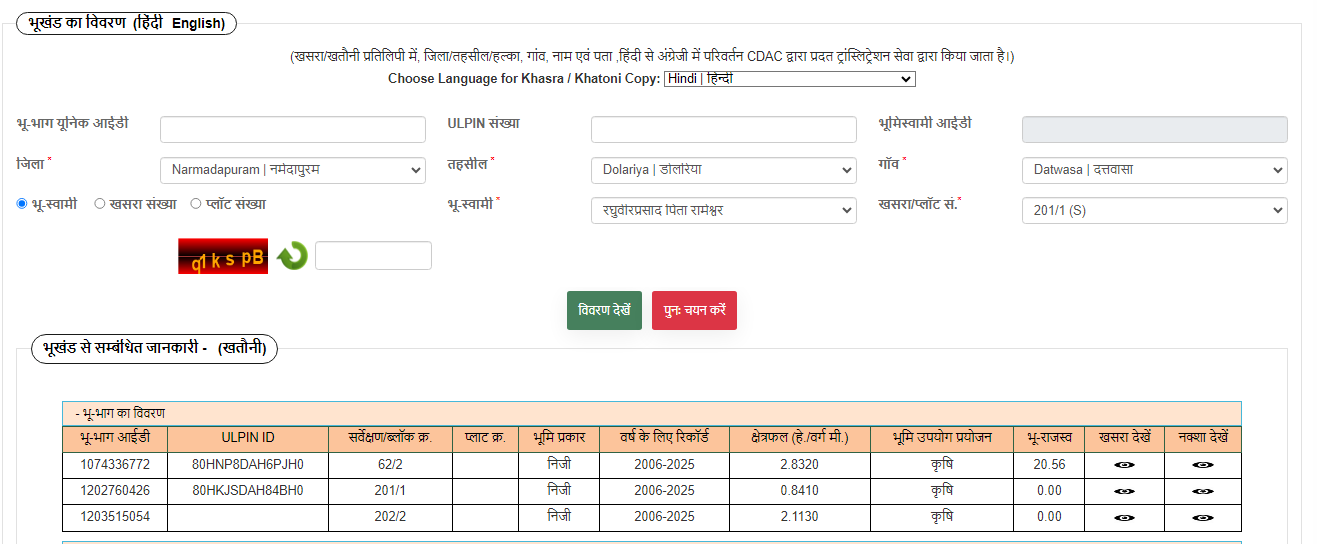 भूखंड का विवरण (हिंदी English)
(खसरा/खतौनी प्रतिलिपी में, जिला/तहसील/हल्का, गांव, नाम एवं पता ,हिंदी से अंग्रेजी में परिवर्तन CDAC द्वारा प्रदत ट्रांस्लिट्रेशन सेवा द्वारा किया जाता है।)
Choose Language for Khasra / Khatoni Copy: Hindi | हिन्दी
भू-भाग यूनिक आईडी ULPIN संख्या भूमिस्वामी आईडी
जिला * Narmadapuram | नर्मदापुरम तहसील * Dolariya | डोलरिया गाँव * Datwasa | दत्तवासा
भू-स्वामी खसरा संख्या प्लॉट संख्या भू-स्वामी * रघुवीरप्रसाद पिता रामेश्वर खसरा/प्लॉट सं.* 201/1 (S)
q1kspB
विवरण देखें पुनः चयन करें
भूखंड से सम्बंधित जानकारी - (खतौनी)
- भू-भाग का विवरण
भू-भाग आईडी ULPIN ID सर्वेक्षण/ब्लॉक क्र. प्लाट क्र. भूमि प्रकार वर्ष के लिए रिकॉर्ड क्षेत्रफल (हे./वर्ग मी.) भूमि उपयोग प्रयोजन भू-राजस्व खसरा देखें नक्शा देखें
1074336772 80HNP8DAH6PJH0 62/2 निजी 2006-2025 2.8320 कृषि 20.56
1202760426 80HKJSDAH84BH0 201/1 निजी 2006-2025 0.8410 कृषि 0.00
1203515054 202/2 निजी 2006-2025 2.1130 कृषि 0.00